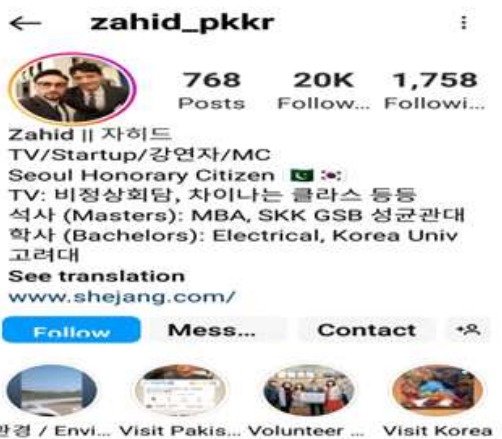 zahid_pkkr
768 20K 1,758
Posts Follow... Followi...
Zahid || 자히드
TV/Startup/강연자/MC
Seoul Honorary Citizen 🇵🇰 🇰🇷
TV: 비정상회담, 차이나는 클라스 등등
석사 (Masters): MBA, SKK GSB 성균관대
학사 (Bachelors): Electrical, Korea Univ
고려대
See translation
www.shejang.com/
Follow Mess... Contact
/ Envi... Visit Pakis... Volunteer ... Visit Korea